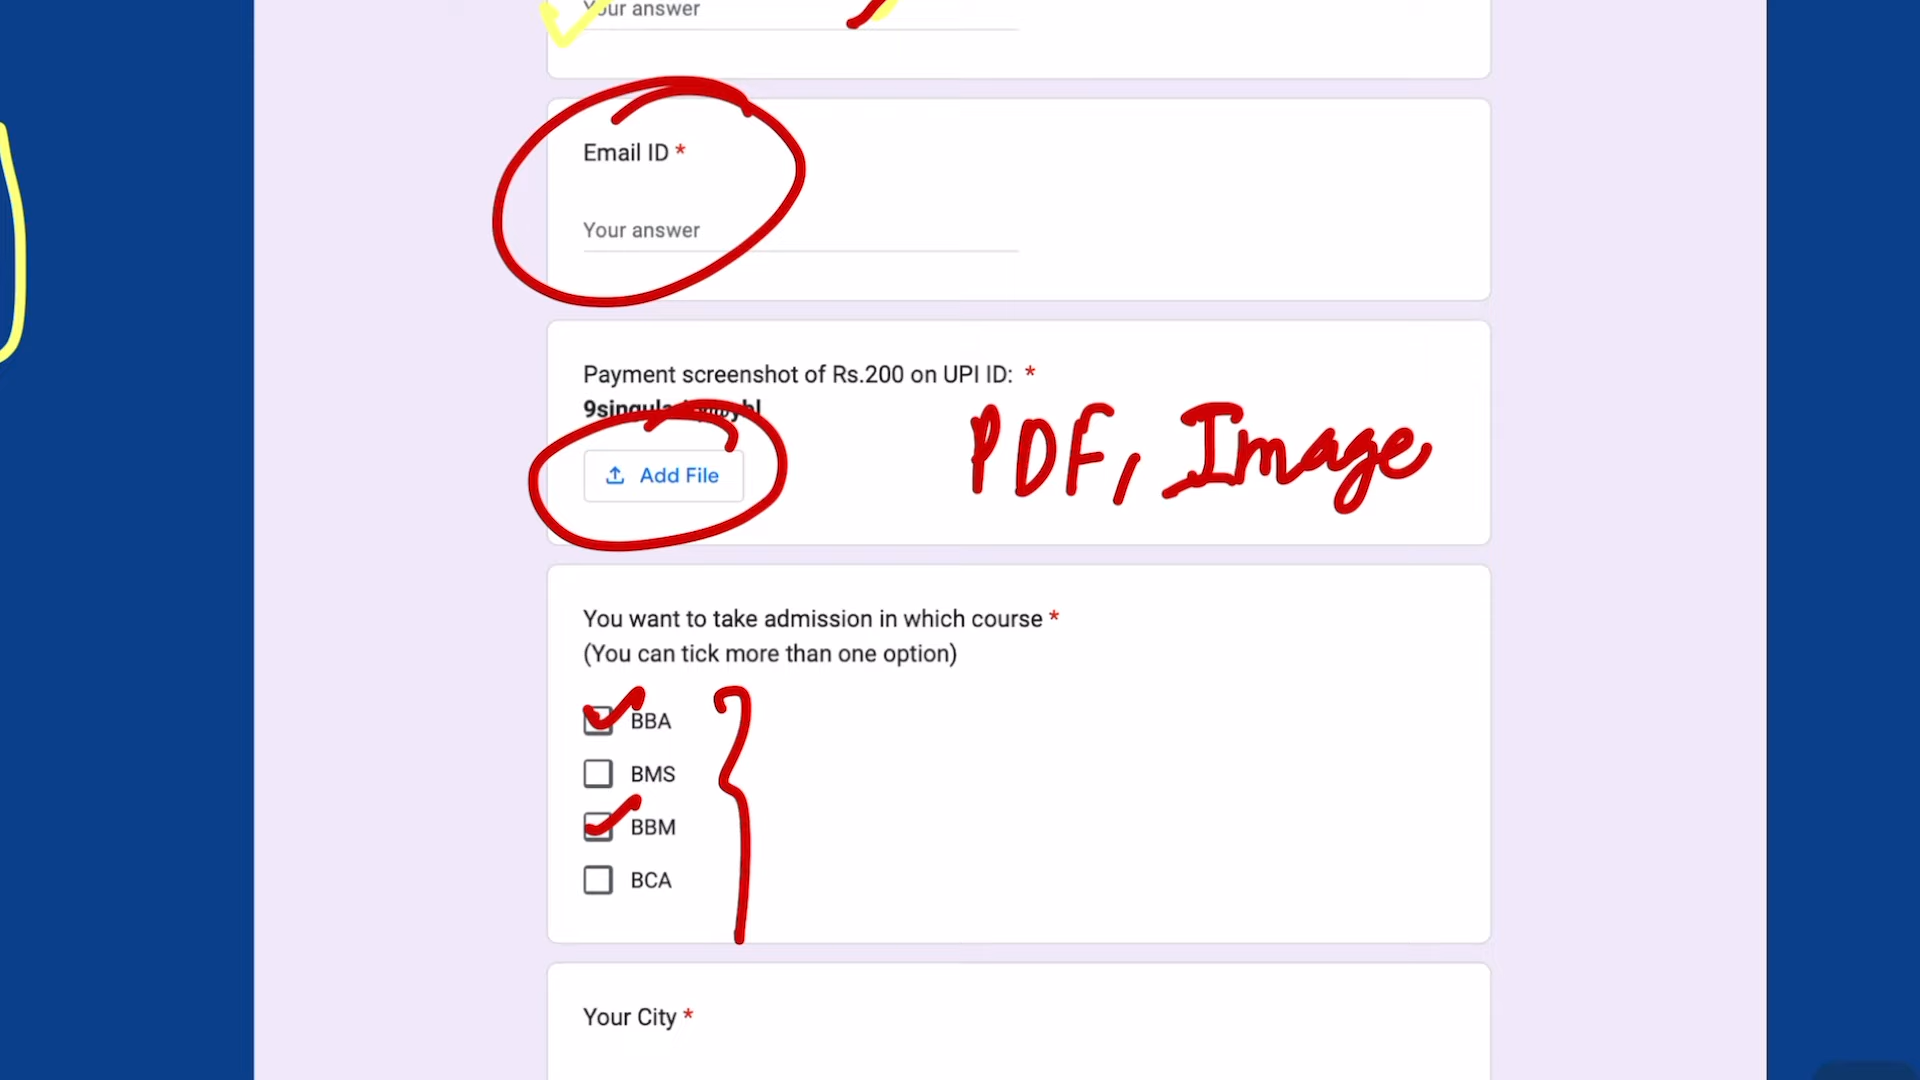 Your answer
Email ID *
Your answer
Payment screenshot of Rs.200 on UPI ID: *
Add File
PDF, Image
You want to take admission in which course *
(You can tick more than one option)
BBA
BMS
BBM
BCA
Your City *